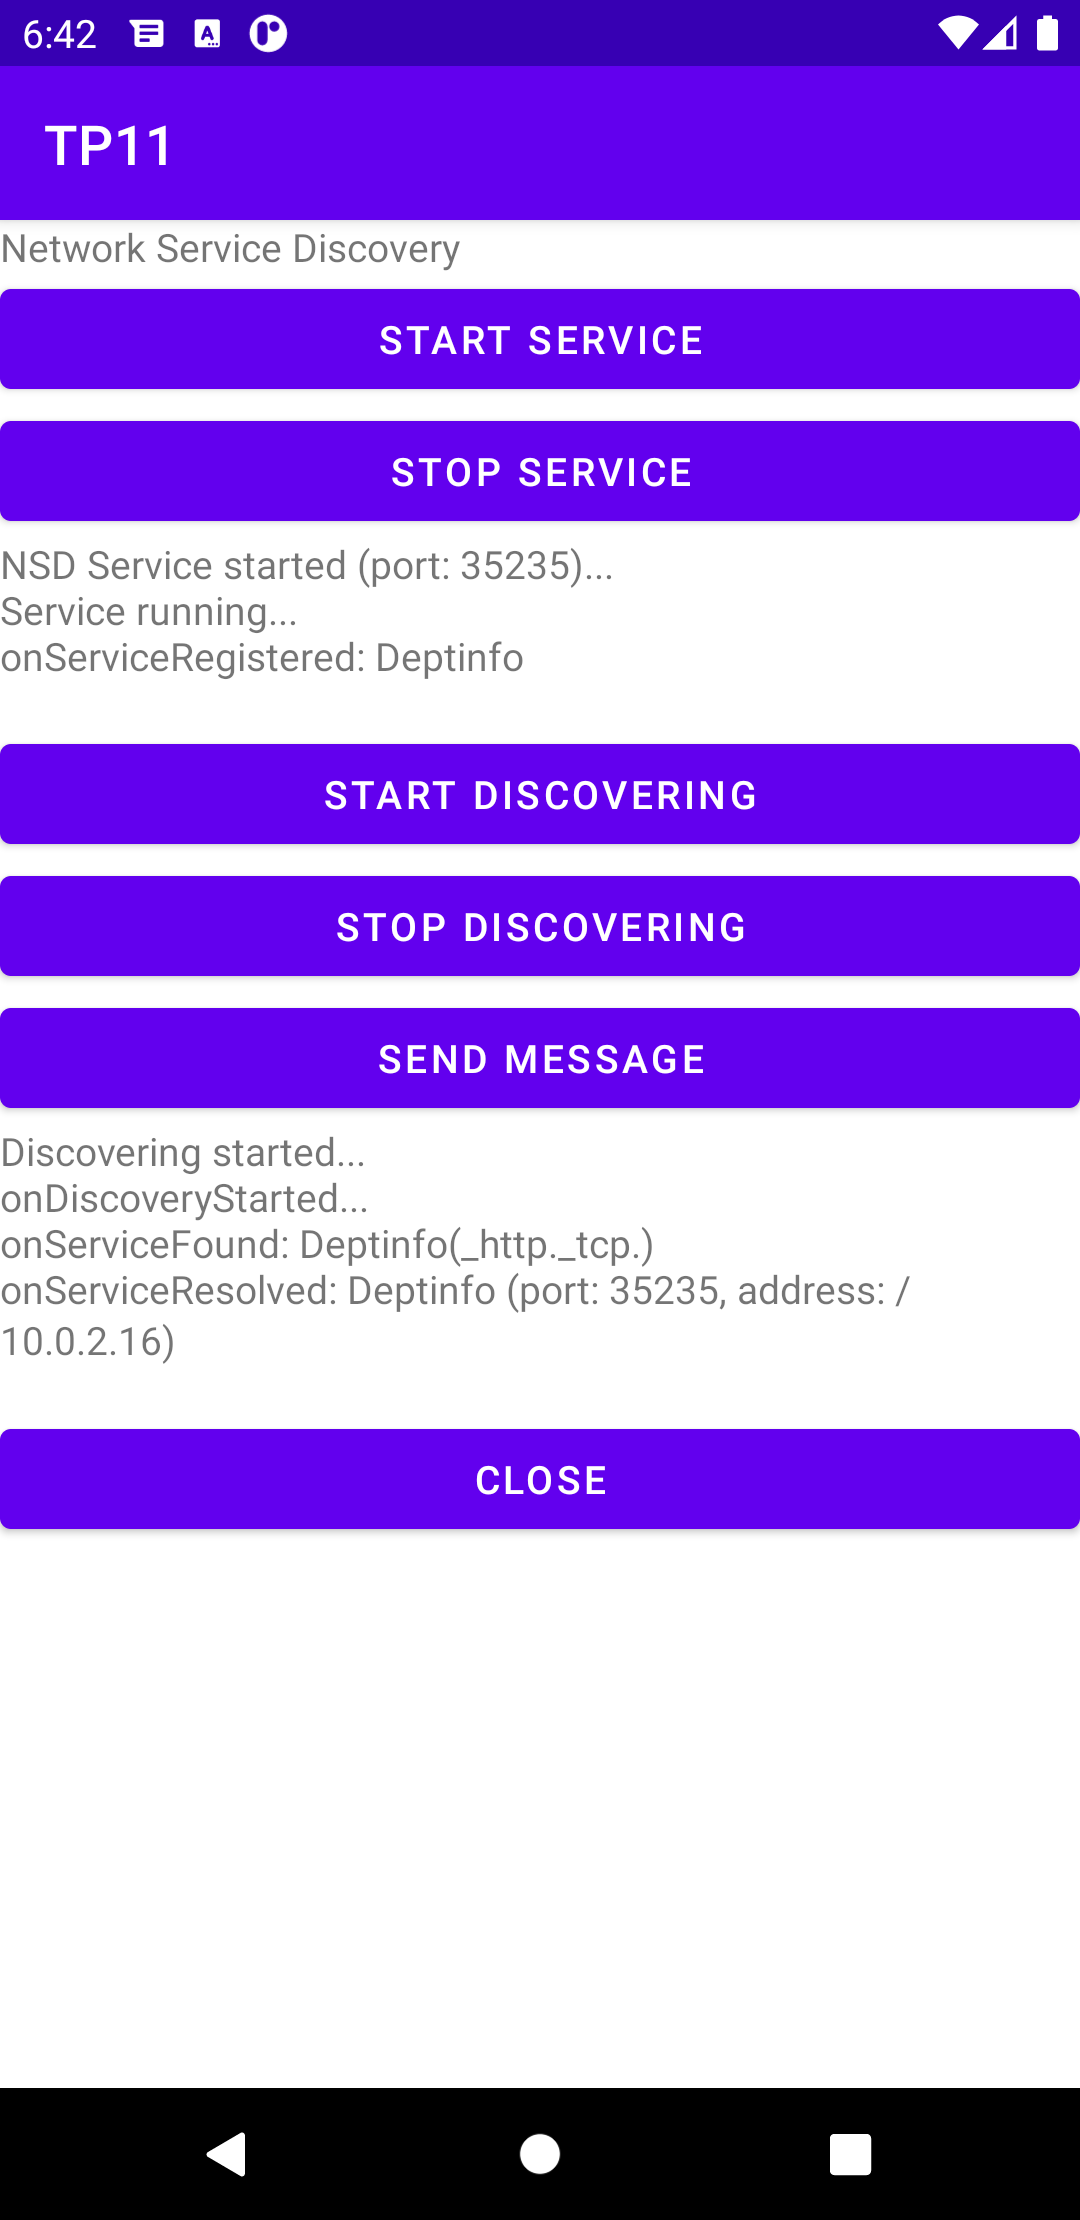 6:42
TP11
Network Service Discovery
START SERVICE
STOP SERVICE
NSD Service started (port: 35235)...
Service running...
onServiceRegistered: Deptinfo
START DISCOVERING
STOP DISCOVERING
SEND MESSAGE
Discovering started...
onDiscoveryStarted...
onServiceFound: Deptinfo(_http._tcp.)
onServiceResolved: Deptinfo (port: 35235, address: /
10.0.2.16)
CLOSE